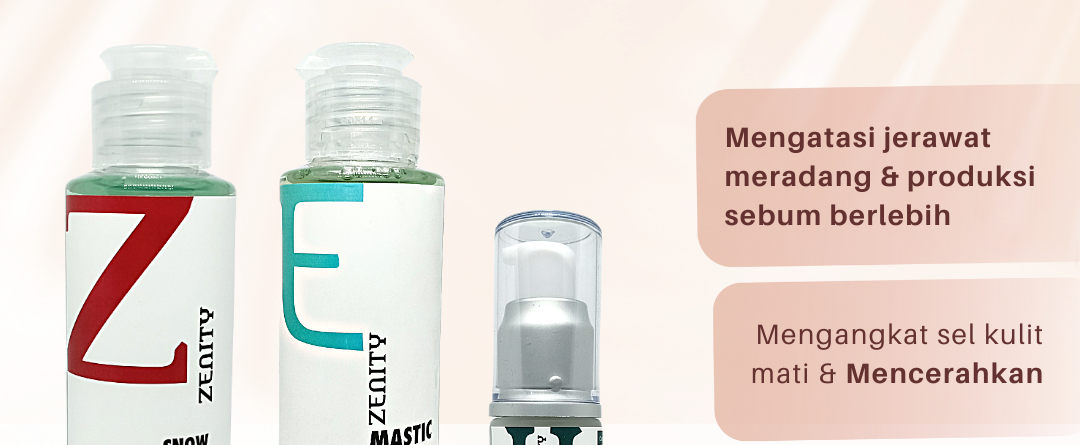 Z
ZENITY
SNOW
E
ZENITY
MASTIC
Mengatasi jerawat
meradang & produksi
sebum berlebih
Mengangkat sel kulit
mati & Mencerahkan